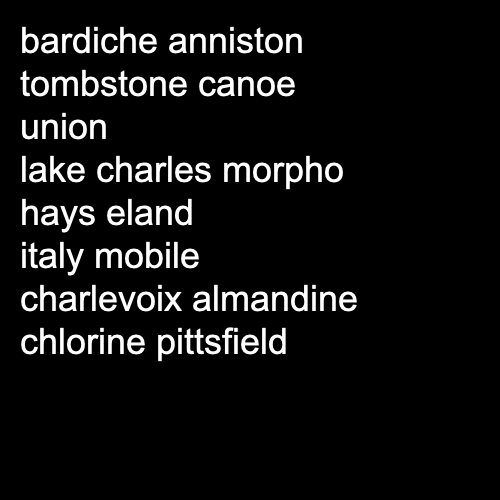 bardiche anniston
tombstone canoe
union
lake charles morpho
hays eland
italy mobile
charlevoix almandine
chlorine pittsfield